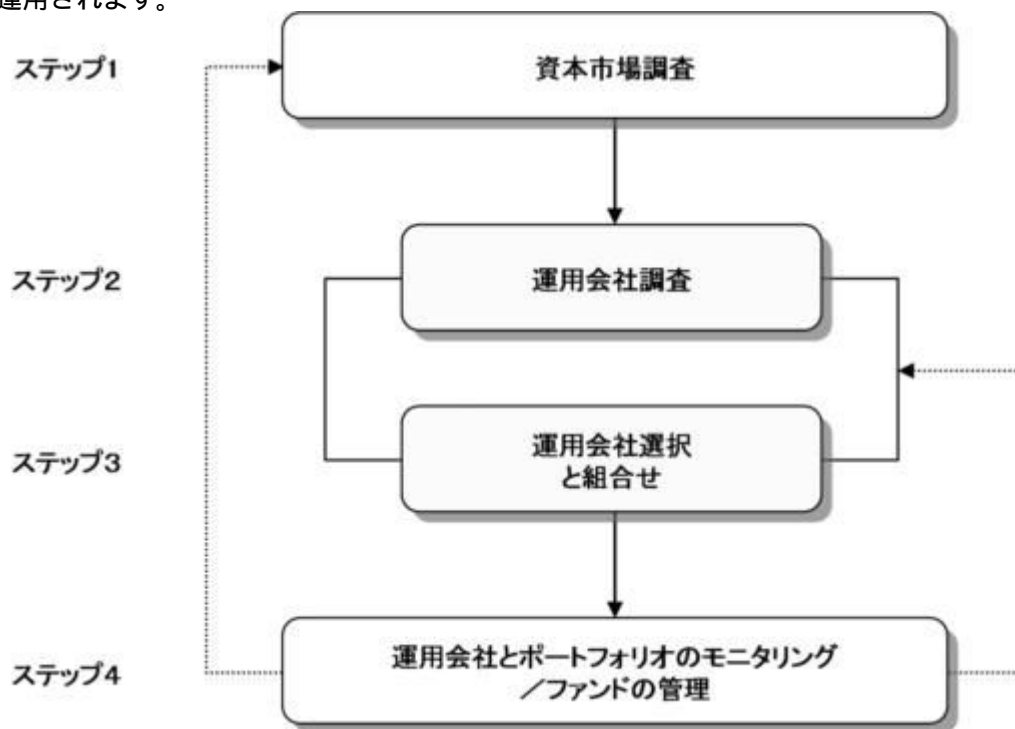 運用されます。
ステップ1
資本市場調査
ステップ2
運用会社調査
ステップ3
運用会社選択
と組合せ
ステップ4
運用会社とポートフォリオのモニタリング
／ファンドの管理